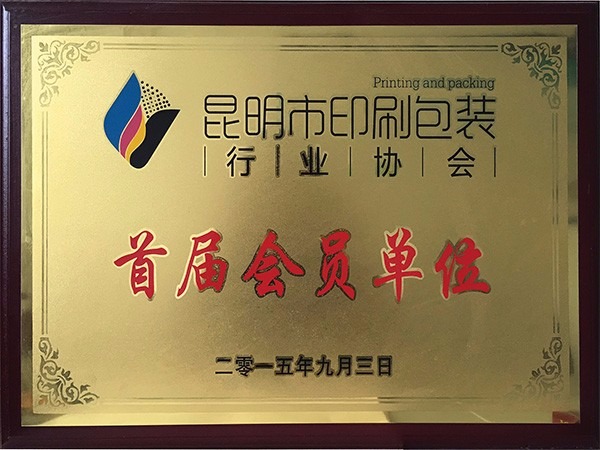 Printing and packing
昆明市印刷包装
行业协会
首届会员单位
二零一五年九月三日